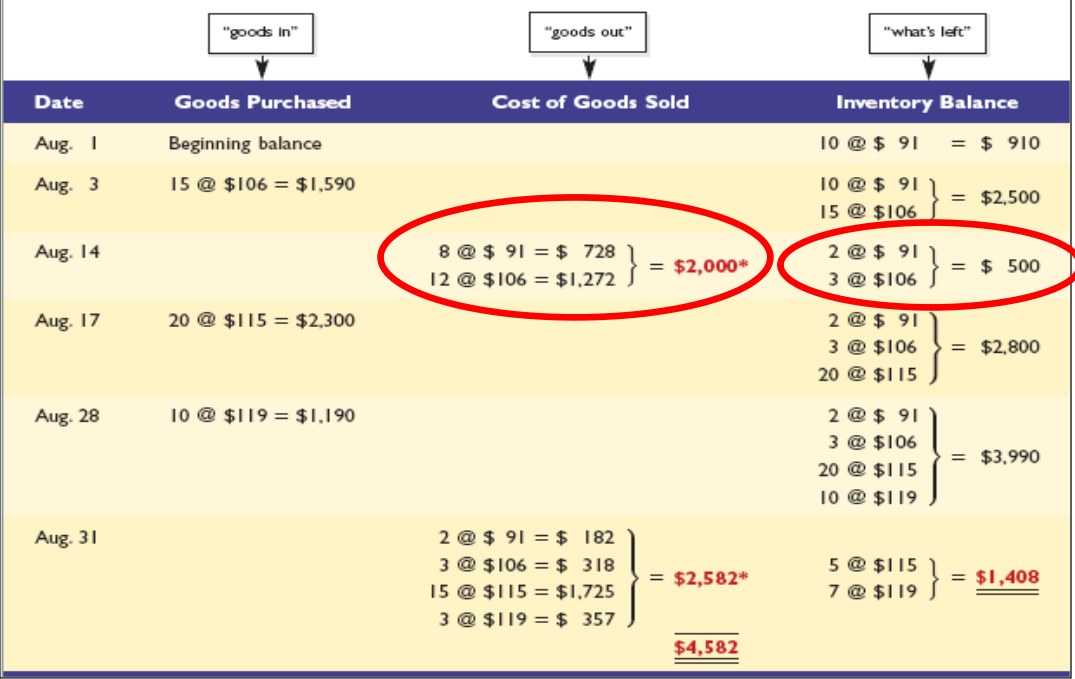 "goods in" "goods out" "what's left"
Date Goods Purchased Cost of Goods Sold Inventory Balance
Aug. 1 Beginning balance 10 @ $ 91 = $ 910
Aug. 3 15 @ $106 = $1,590 10 @ $ 91
15 @ $106 } = $2,500
Aug. 14 8 @ $ 91 = $ 728 2 @ $ 91
12 @ $106 = $1,272 } = $2,000* 3 @ $106 } = $ 500
Aug. 17 20 @ $115 = $2,300 2 @ $ 91
3 @ $106 } = $2,800
20 @ $115
Aug. 28 10 @ $119 = $1,190 2 @ $ 91
3 @ $106
20 @ $115 } = $3,990
10 @ $119
Aug. 31 2 @ $ 91 = $ 182
3 @ $106 = $ 318 5 @ $115
15 @ $115 = $1,725 } = $2,582* 7 @ $119 } = $1,408
3 @ $119 = $ 357
$4,582